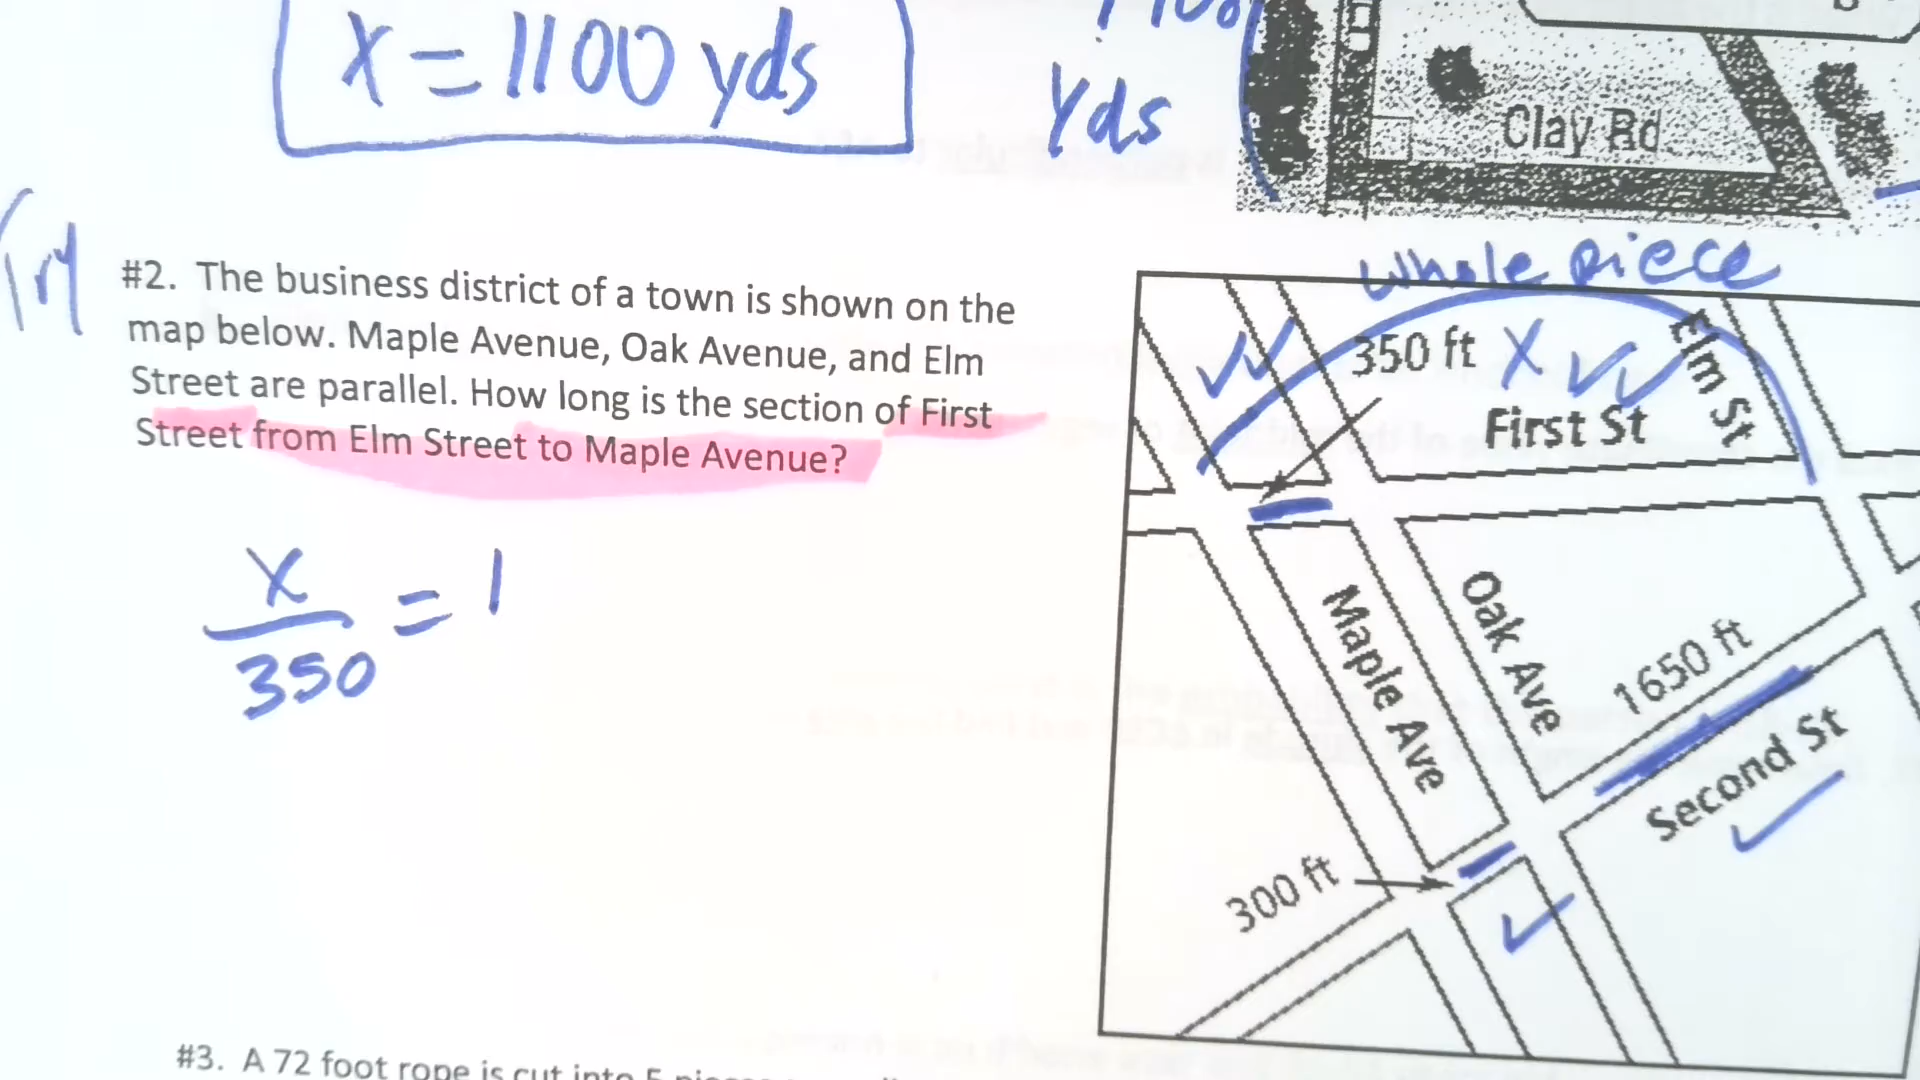 x = 1100 yds
Yds
Clay Rd
Try
#2. The business district of a town is shown on the
map below. Maple Avenue, Oak Avenue, and Elm
Street are parallel. How long is the section of First
Street from Elm Street to Maple Avenue?
whole piece
350 ft X
Elm St
First St
x
350
= 1
Maple Ave
Oak Ave
1650 ft
Second St
300 ft
#3. A 72 foot rope is cut into 5